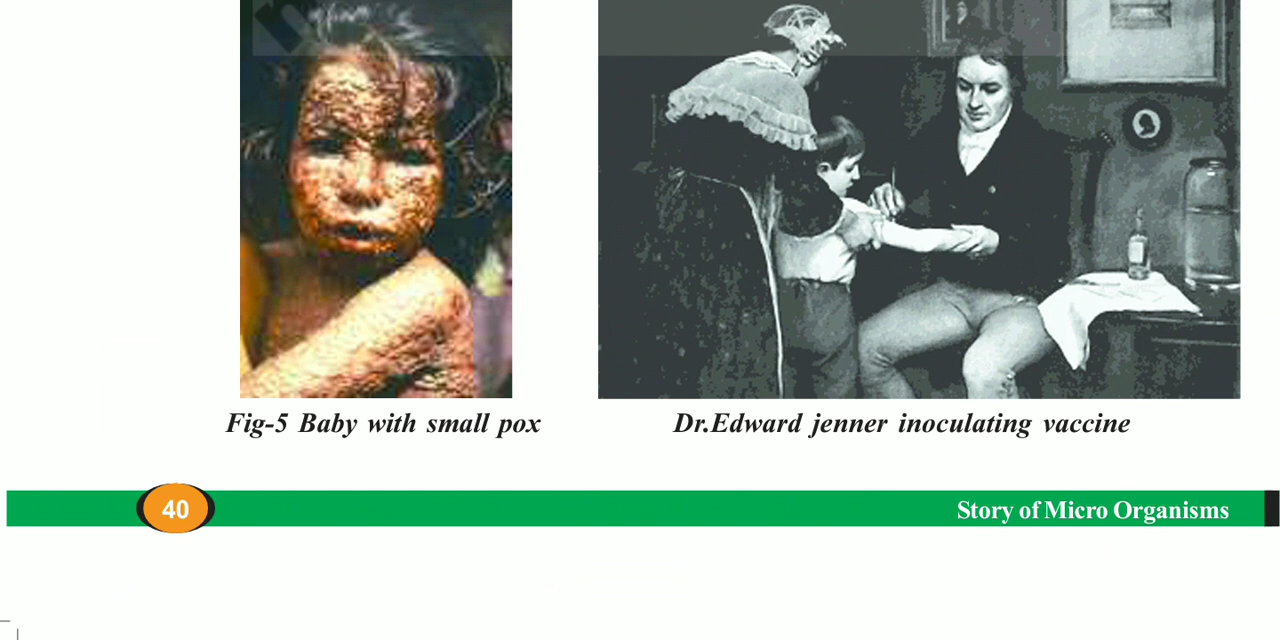 Fig-5 Baby with small pox
Dr.Edward jenner inoculating vaccine
40
Story of Micro Organisms